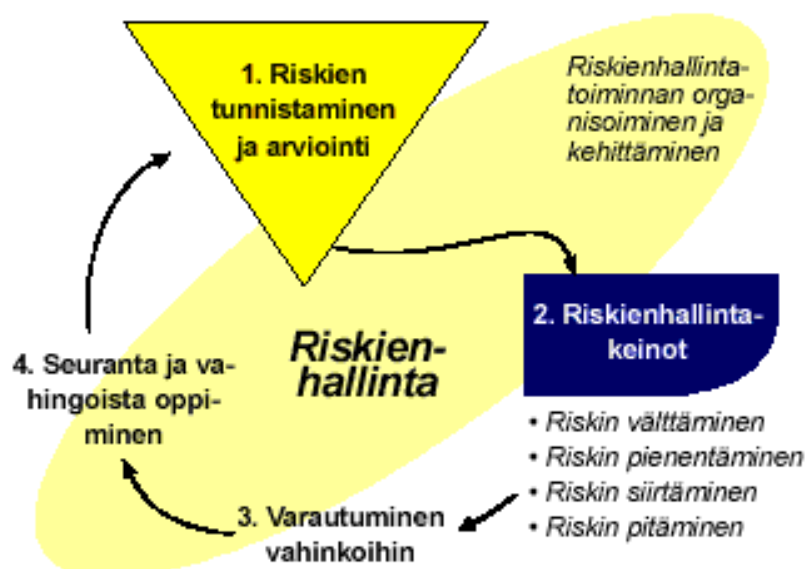 1. Riskien
tunnistaminen
ja arviointi
Riskienhallinta-
toiminnan orga-
nisoiminen ja
kehittäminen
2. Riskienhallinta-
keinot
• Riskin välttäminen
• Riskin pienentäminen
• Riskin siirtäminen
• Riskin pitäminen
3. Varautuminen
vahinkoihin
4. Seuranta ja va-
hingoista oppi-
minen
Riskien-
hallinta